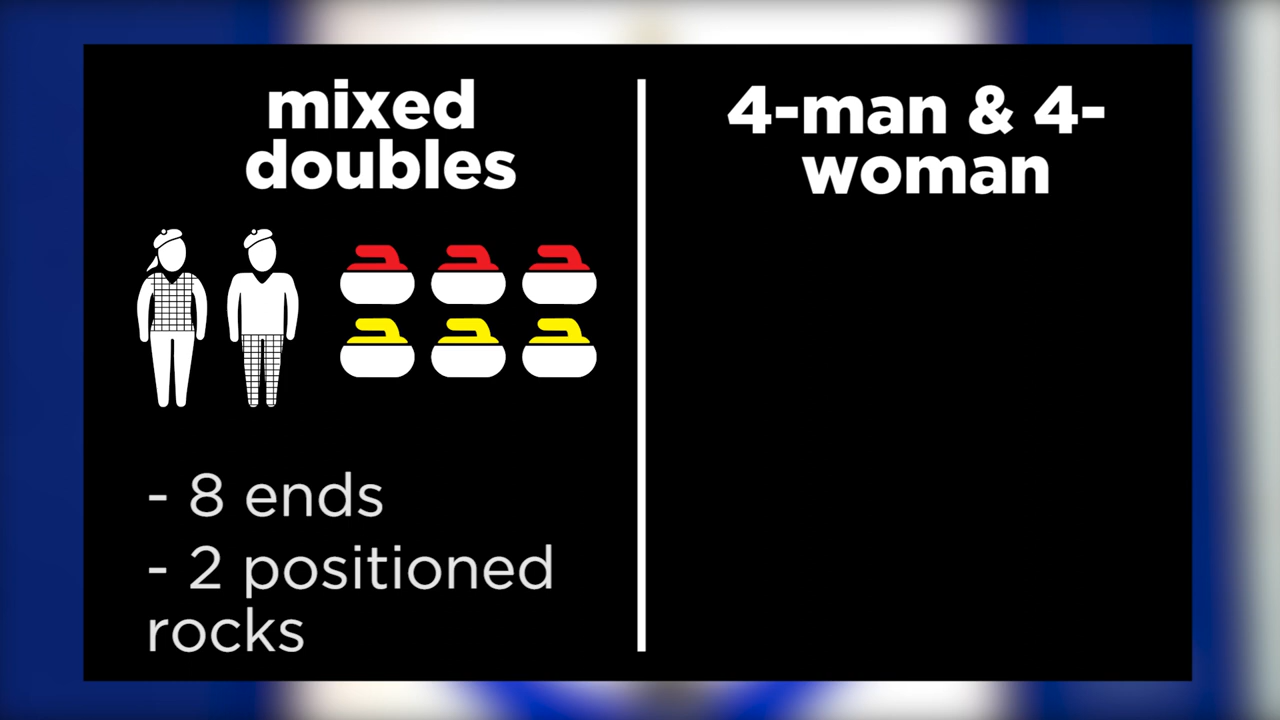 mixed
doubles
- 8 ends
- 2 positioned
rocks
4-man & 4-
woman